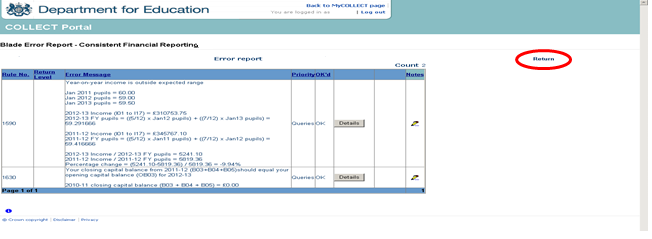 Department for Education
Back to MyCOLLECT page
You are logged in as | Log out
COLLECT Portal
Blade Error Report - Consistent Financial Reporting
Error report
Return
Count 2
Rule No. Return Level Error Message Priority OK'd Notes
Year-on-year income is outside expected range
Jan 2011 pupils = 60.00
Jan 2012 pupils = 59.00
Jan 2013 pupils = 59.50
2012-13 Income (I01 to I17) = £310753.75
2012-13 FY pupils = ((5/12) x Jan12 pupils) + ((7/12) x Jan13 pupils) =
59.291666
1590 Queries OK Details
2011-12 Income (I01 to I17) = £345767.10
2011-12 FY pupils = ((5/12) x Jan11 pupils) + ((7/12) x Jan12 pupils) =
59.416666
2012-13 Income / 2012-13 FY pupils = 5241.10
2011-12 Income / 2011-12 FY pupils = 5819.36
Percentage change = (5241.10-5819.36) / 5819.36 = -9.94%
Your closing capital balance from 2011-12 (B03+B04+B05)should equal your
opening capital balance (OB03) for 2012-13
1630 Queries OK Details
2010-11 closing capital balance (B03 + B04 + B05) = £0.00
Page 1 of 1 1
© Crown copyright | Disclaimer | Privacy